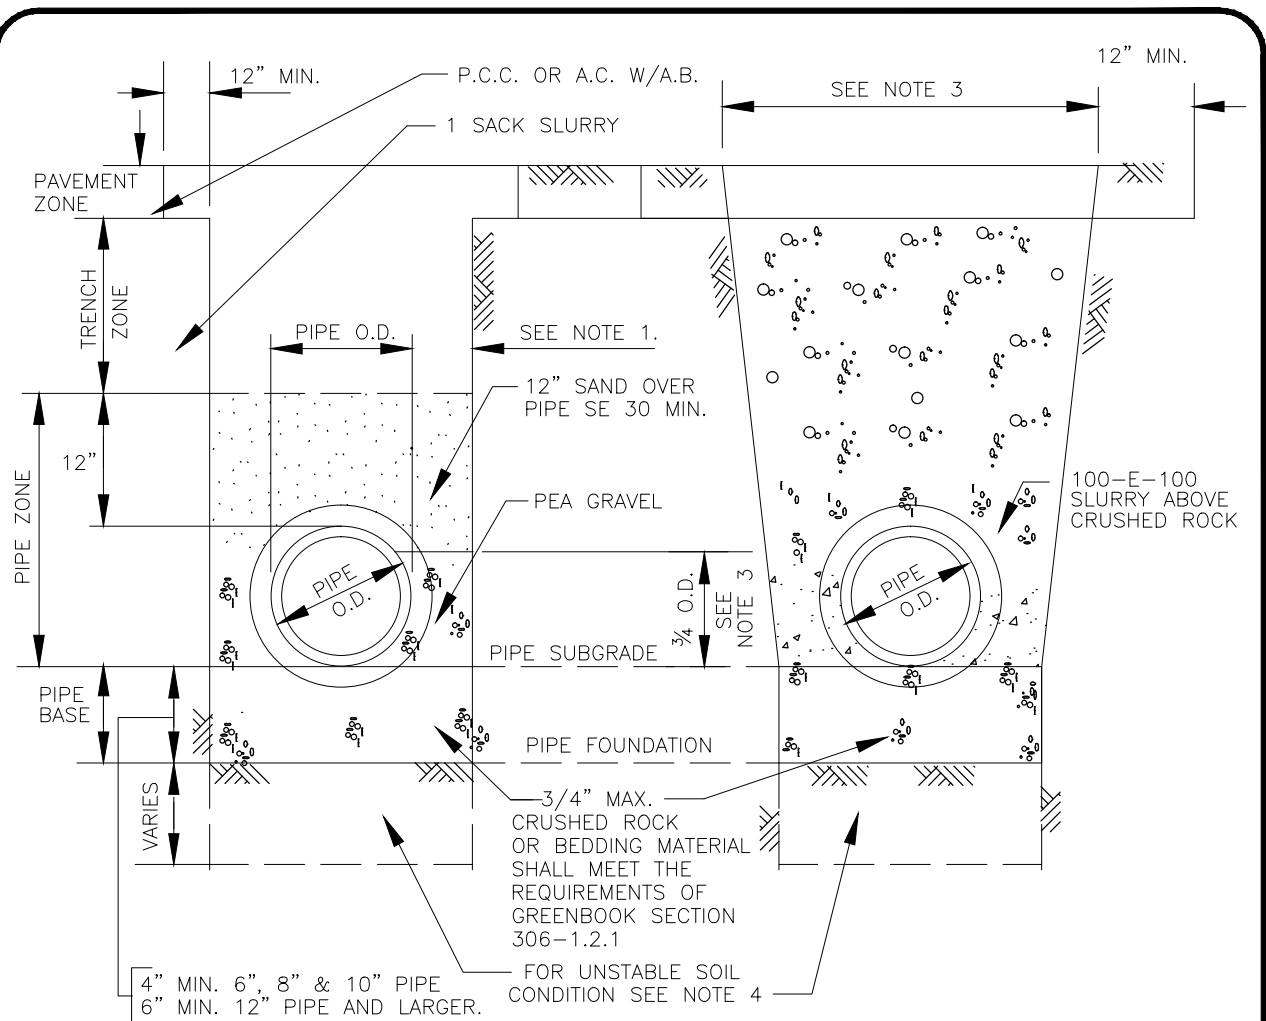 12" MIN.
P.C.C. OR A.C. W/A.B.
SEE NOTE 3
12" MIN.
1 SACK SLURRY
PAVEMENT
ZONE
TRENCH
ZONE
PIPE O.D.
SEE NOTE 1.
12" SAND OVER
PIPE SE 30 MIN.
PIPE ZONE
12"
PEA GRAVEL
100-E-100
SLURRY ABOVE
CRUSHED ROCK
PIPE
O.D.
3/4 O.D.
SEE
NOTE 3
PIPE
O.D.
PIPE SUBGRADE
PIPE
BASE
PIPE FOUNDATION
VARIES
3/4" MAX.
CRUSHED ROCK
OR BEDDING MATERIAL
SHALL MEET THE
REQUIREMENTS OF
GREENBOOK SECTION
306-1.2.1
FOR UNSTABLE SOIL
CONDITION SEE NOTE 4
4" MIN. 6", 8" & 10" PIPE
6" MIN. 12" PIPE AND LARGER.